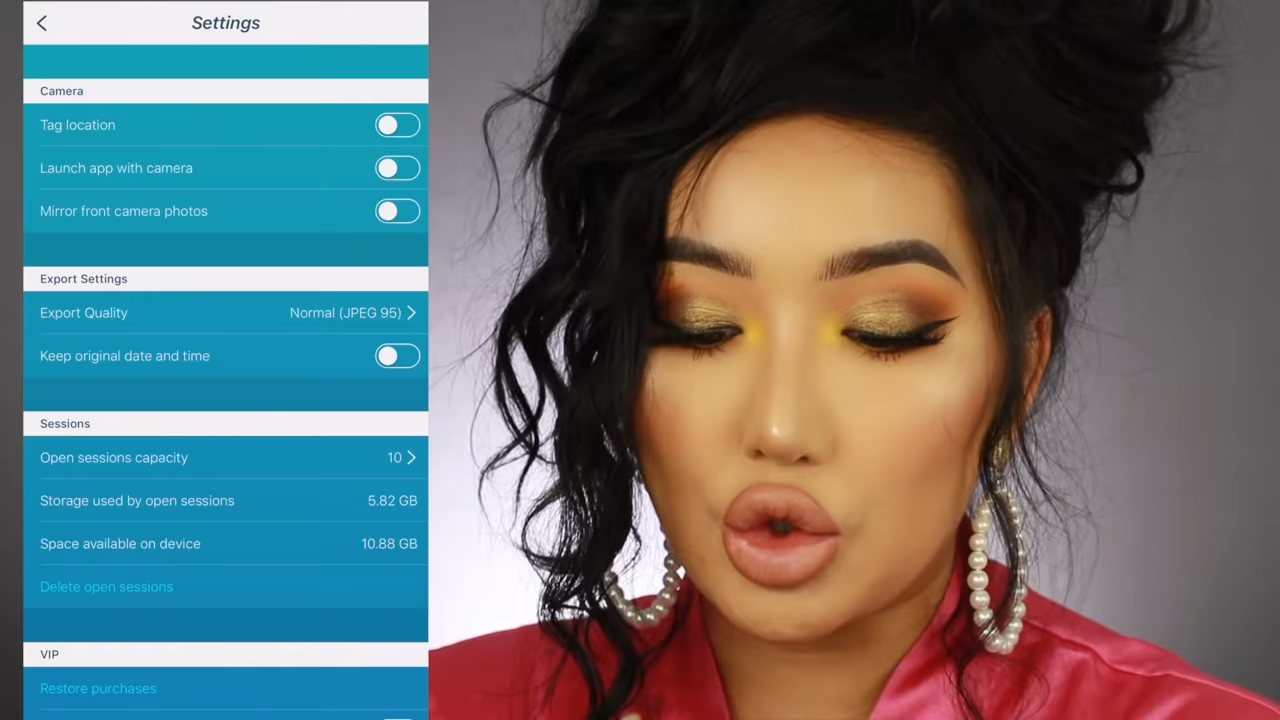 Settings
Camera
Tag location
Launch app with camera
Mirror front camera photos
Export Settings
Export Quality Normal (JPEG 95)
Keep original date and time
Sessions
Open sessions capacity 10
Storage used by open sessions 5.82 GB
Space available on device 10.88 GB
Delete open sessions
VIP
Restore purchases